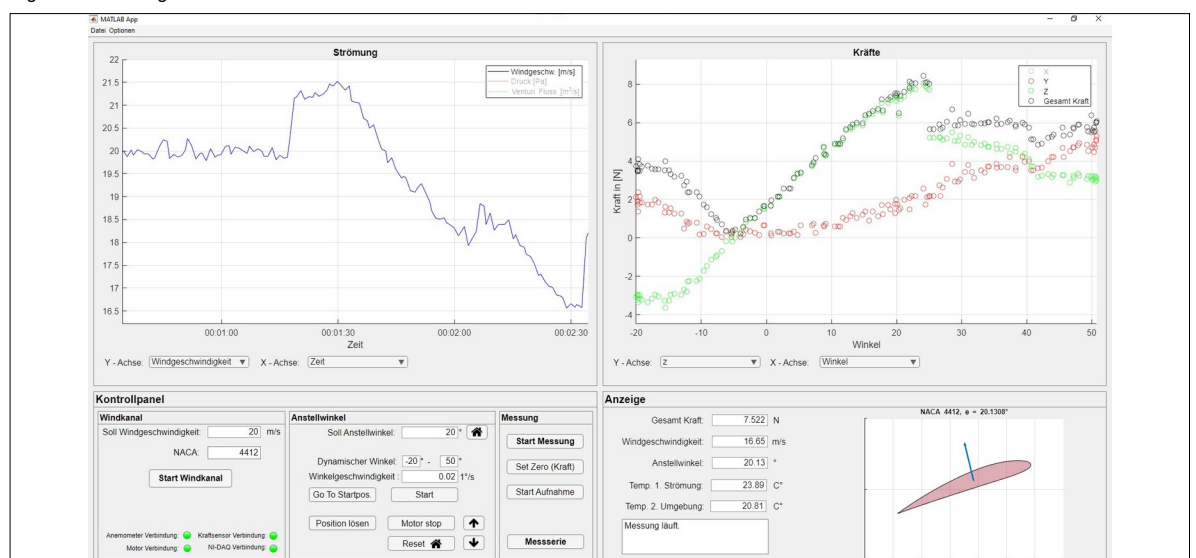 MATLAB App
Datei Optionen
Strömung
22
21.5
21
20.5
20
19.5
19
18.5
18
17.5
17
16.5
Windgeschw. [m/s]
Druck [Pa]
Venturi Fluss [m³/s]
00:01:00 00:01:30 00:02:00 00:02:30
Zeit
Y - Achse: Windgeschwindigkeit X - Achse: Zeit
Kräfte
Kraft in [N]
8
6
4
2
0
-2
-4
X
Y
Z
Gesamt Kraft
-20 -10 0 10 20 30 40 50
Winkel
Y - Achse: z X - Achse: Winkel
Kontrollpanel
Windkanal
Soll Windgeschwindigkeit: 20 m/s
NACA: 4412
Start Windkanal
Anemometer Verbindung: Kraftsensor Verbindung:
Motor Verbindung: NI-DAQ Verbindung:
Anstellwinkel
Soll Anstellwinkel: 20 °
Dynamischer Winkel: -20 ° - 50 °
Winkelgeschwindigkeit : 0.02 1°/s
Go To Startpos. Start
Position lösen Motor stop
Reset
Messung
Start Messung
Set Zero (Kraft)
Start Aufnahme
Messserie
Anzeige
Gesamt Kraft: 7.522 N
Windgeschwindigkeit: 16.65 m/s
Anstellwinkel: 20.13 °
Temp. 1. Strömung: 23.89 C°
Temp. 2. Umgebung: 20.81 C°
Messung läuft.
NACA 4412, = 20.1308°